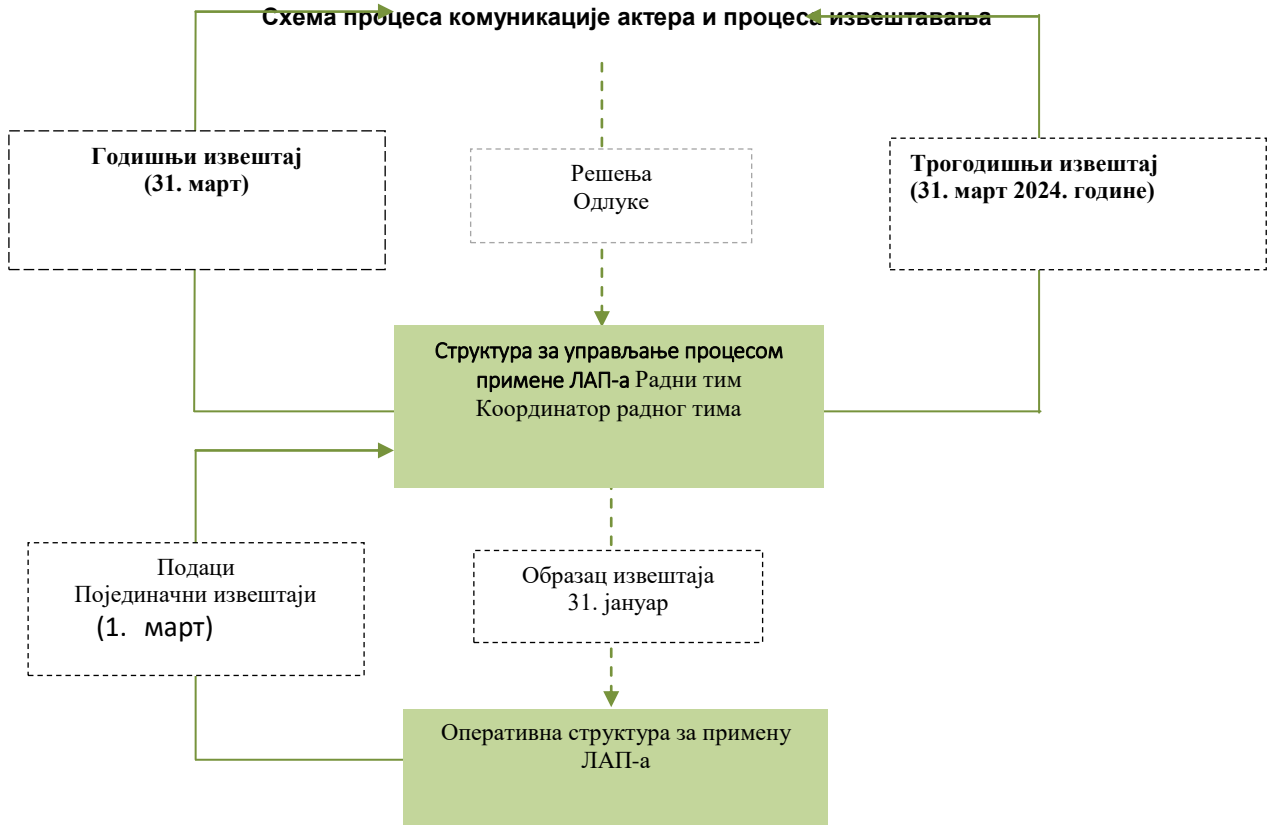 Схема процеса комуникације актера и процеса извештавања
Годишњи извештај
(31. март)
Решења
Одлуке
Трогодишњи извештај
(31. март 2024. године)
Структура за управљање процесом
примене ЛАП-а Радни тим
Координатор радног тима
Подаци
Појединачни извештаји
(1. март)
Образац извештаја
31. јануар
Оперативна структура за примену
ЛАП-а